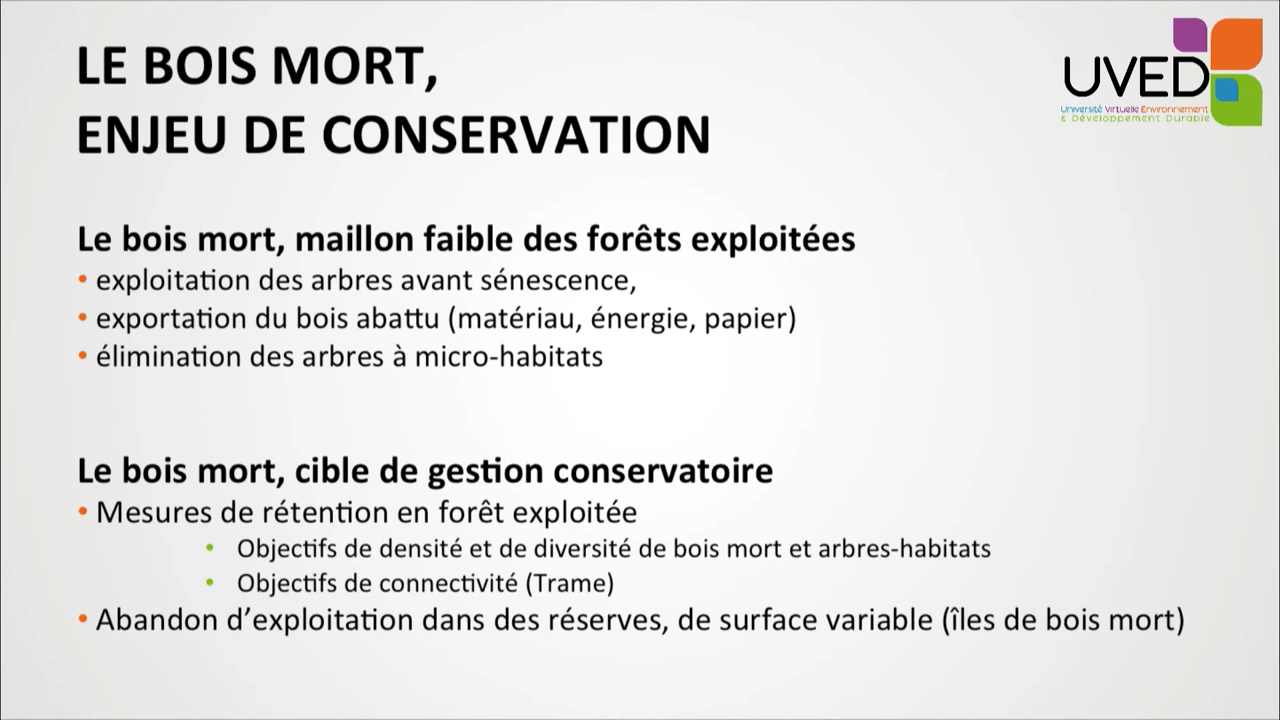 LE BOIS MORT,
ENJEU DE CONSERVATION
UVED
Université Virtuelle Environnement
& Développement Durable
Le bois mort, maillon faible des forêts exploitées
• exploitation des arbres avant sénescence,
• exportation du bois abattu (matériau, énergie, papier)
• élimination des arbres à micro-habitats
Le bois mort, cible de gestion conservatoire
• Mesures de rétention en forêt exploitée
• Objectifs de densité et de diversité de bois mort et arbres-habitats
• Objectifs de connectivité (Trame)
• Abandon d’exploitation dans des réserves, de surface variable (îles de bois mort)